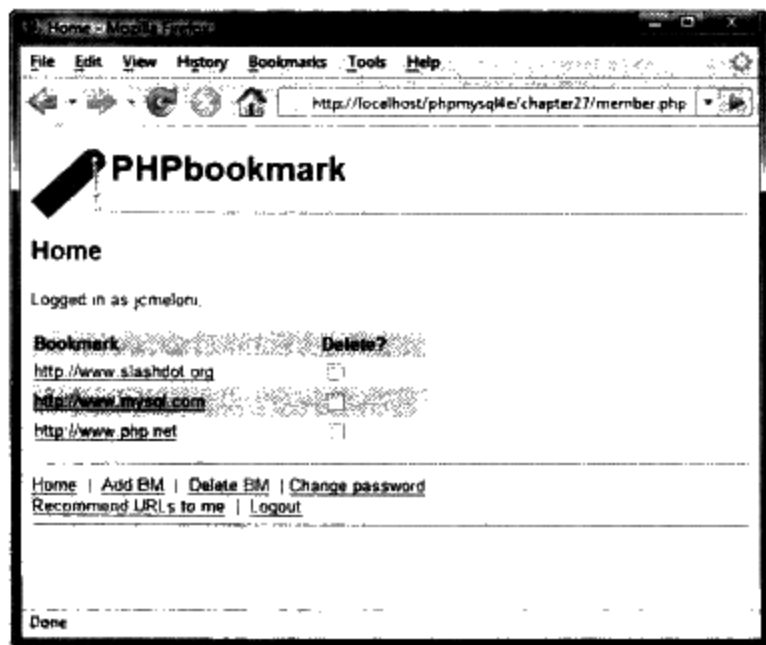 Home - Mozilla Firefox
File Edit View History Bookmarks Tools Help
http://localhost/phpmysql4e/chapter27/member.php
PHPbookmark
Home
Logged in as jcmeloni.
Bookmark Delete?
http://www.slashdot.org
http://www.mysql.com
http://www.php.net
Home | Add BM | Delete BM | Change password
Recommend URLs to me | Logout
Done